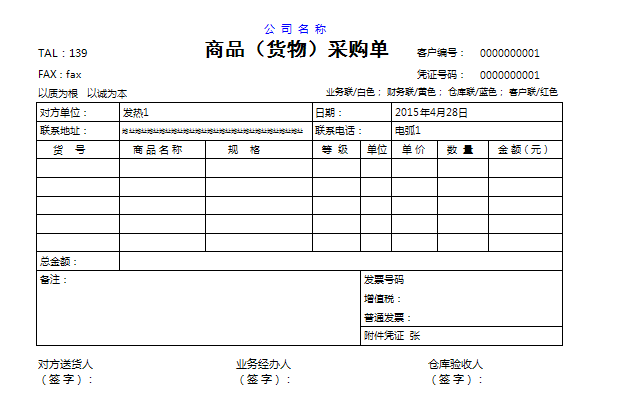 公 司 名 称
商品（货物）采购单
TAL：139
客户编号： 0000000001
FAX：fax
凭证号码： 0000000001
以质为根 以诚为本
业务联/白色； 财务联/黄色； 仓库联/蓝色； 客户联/红色
对方单位： 发热1 日期： 2015年4月28日
联系地址： 联系电话： 电弧1
货 号 商 品 名 称 规 格 等 级 单位 单 价 数 量 金 额（ 元 ）
总金额：
备注： 发票号码
增值税：
普通发票：
附件凭证 张
对方送货人 业务经办人 仓库验收人
（ 签 字 ）： （ 签 字 ）： （ 签 字 ）：